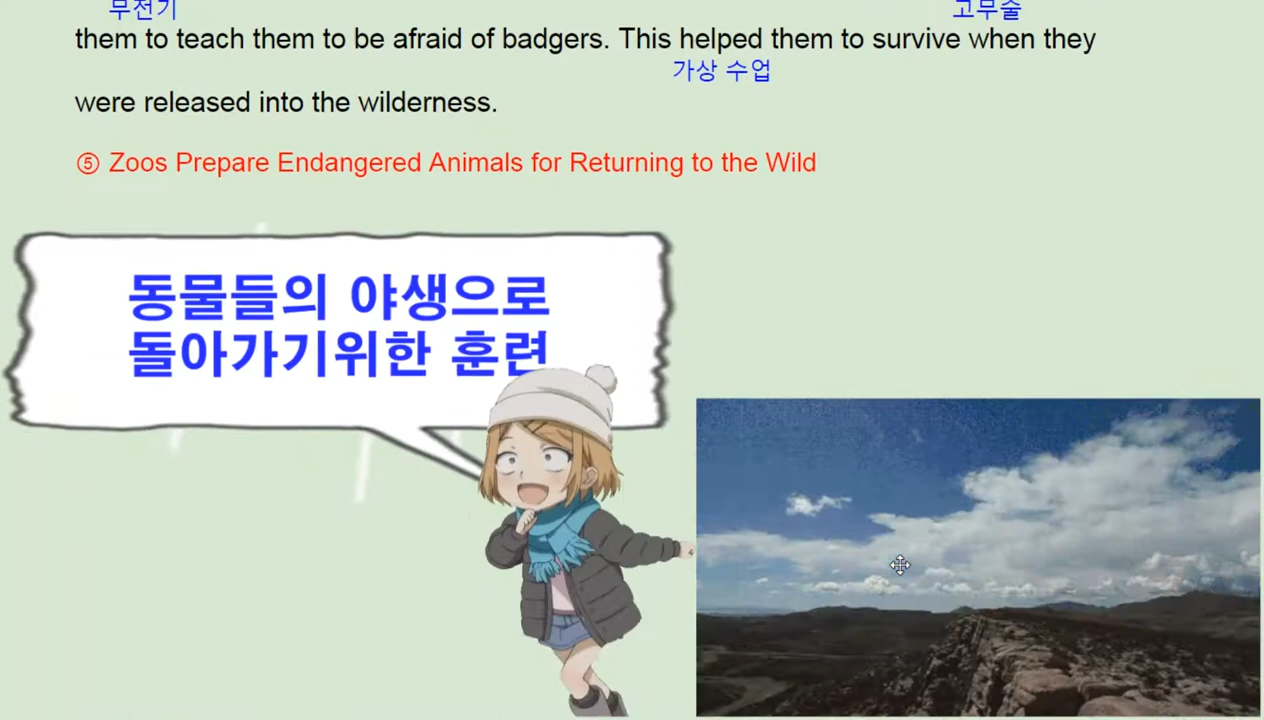 무전기 고무줄
them to teach them to be afraid of badgers. This helped them to survive when they
가상 수업
were released into the wilderness.
⑤ Zoos Prepare Endangered Animals for Returning to the Wild
동물들의 야생으로
돌아가기위한 훈련